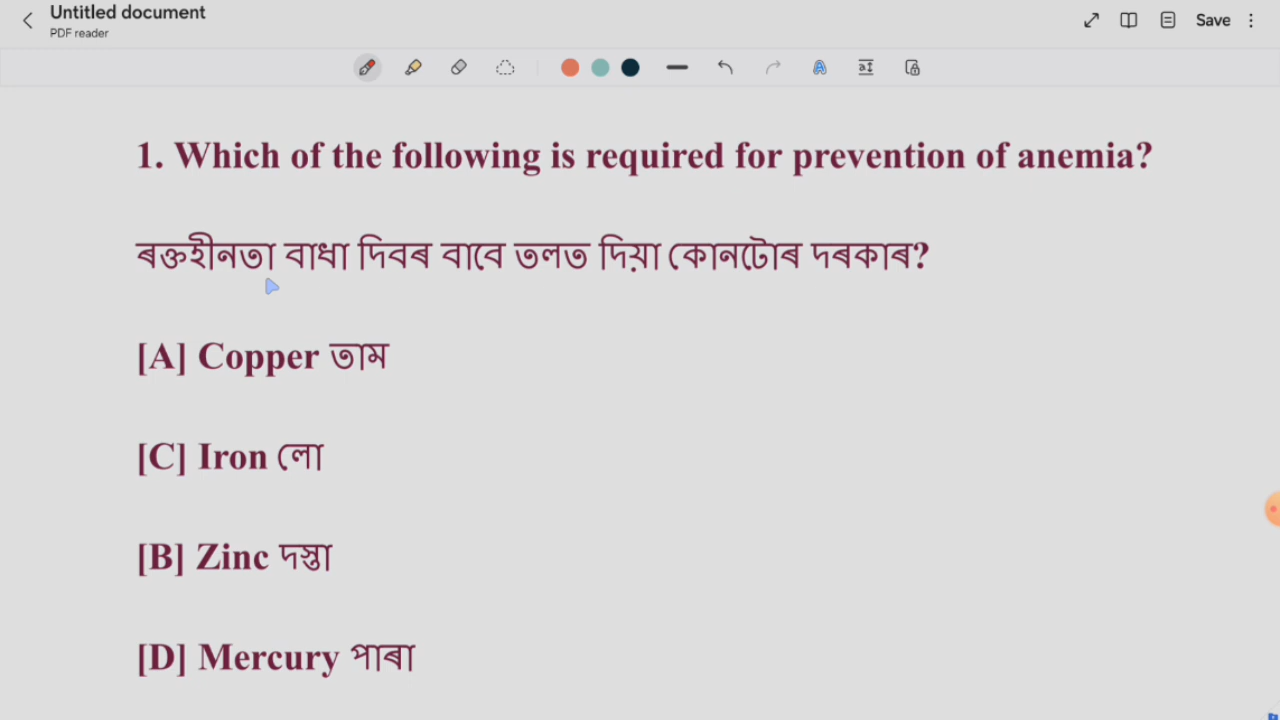 Untitled document
PDF reader
Save
1. Which of the following is required for prevention of anemia?
ৰক্তহীনতা বাধা দিবৰ বাবে তলত দিয়া কোনটোৰ দৰকাৰ?
[A] Copper তাম
[C] Iron লো
[B] Zinc দস্তা
[D] Mercury পাৰা